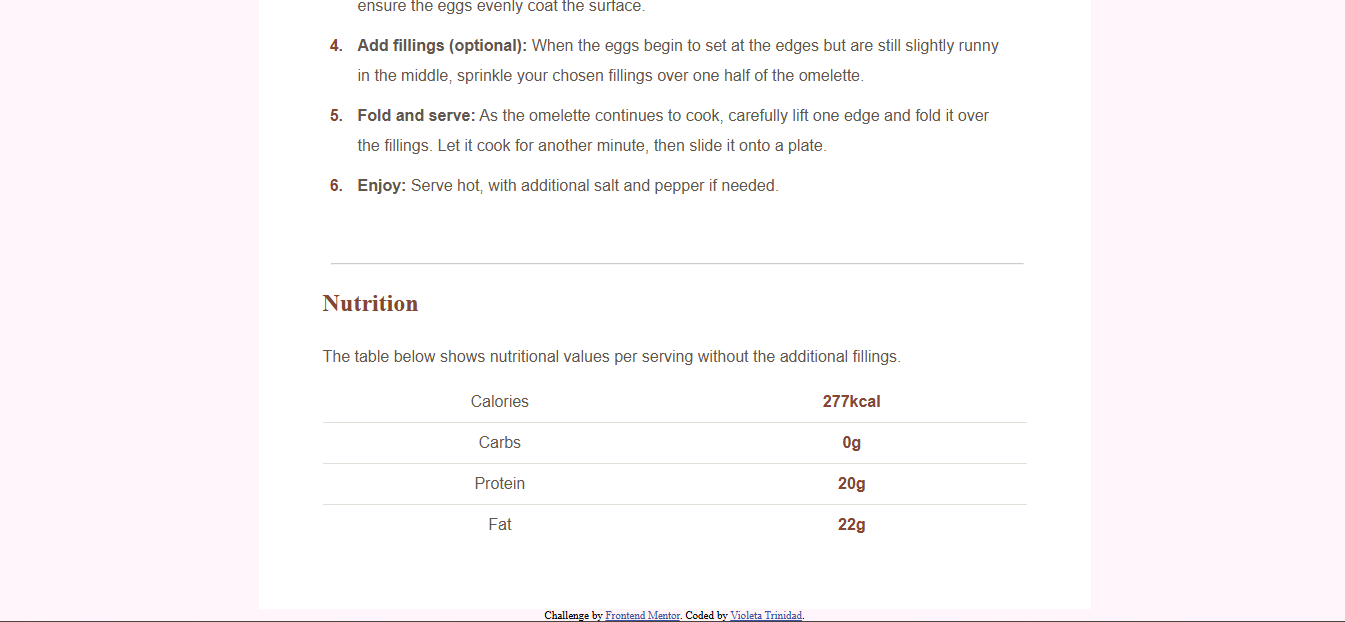 ensure the eggs evenly coat the surface.
4. Add fillings (optional): When the eggs begin to set at the edges but are still slightly runny
in the middle, sprinkle your chosen fillings over one half of the omelette.
5. Fold and serve: As the omelette continues to cook, carefully lift one edge and fold it over
the fillings. Let it cook for another minute, then slide it onto a plate.
6. Enjoy: Serve hot, with additional salt and pepper if needed.
Nutrition
The table below shows nutritional values per serving without the additional fillings.
Calories 277kcal
Carbs 0g
Protein 20g
Fat 22g
Challenge by Frontend Mentor. Coded by Violeta Trinidad.